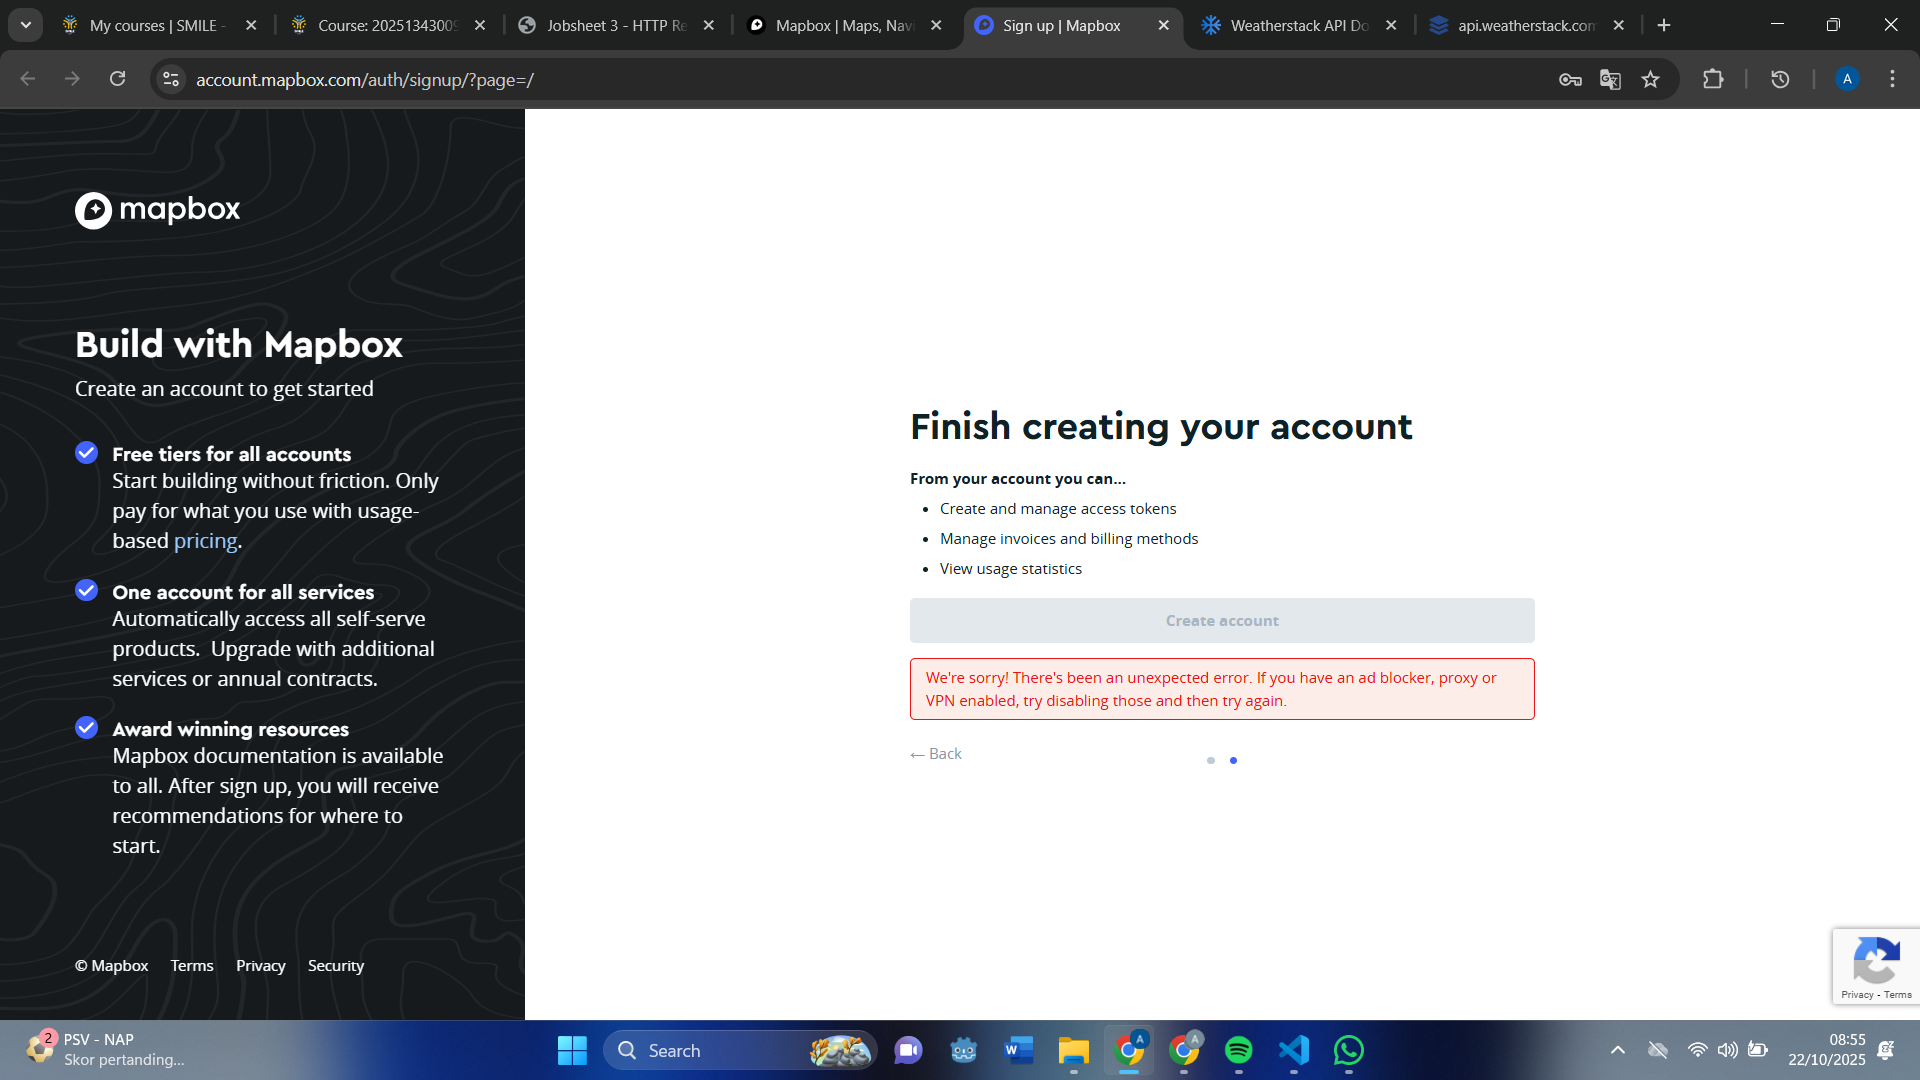 My courses | SMILE -
Course: 20251343009
Jobsheet 3 - HTTP Re
Mapbox | Maps, Navi
Sign up | Mapbox
Weatherstack API Do
api.weatherstack.com
account.mapbox.com/auth/signup/?page=/
A
mapbox
Build with Mapbox
Create an account to get started
Free tiers for all accounts
Start building without friction. Only
pay for what you use with usage-
based pricing.
One account for all services
Automatically access all self-serve
products. Upgrade with additional
services or annual contracts.
Award winning resources
Mapbox documentation is available
to all. After sign up, you will receive
recommendations for where to
start.
© Mapbox Terms Privacy Security
Finish creating your account
From your account you can...
• Create and manage access tokens
• Manage invoices and billing methods
• View usage statistics
Create account
We're sorry! There's been an unexpected error. If you have an ad blocker, proxy or
VPN enabled, try disabling those and then try again.
← Back
Privacy - Terms
2
PSV - NAP
Skor pertanding...
Search
W
A
A
08:55
22/10/2025